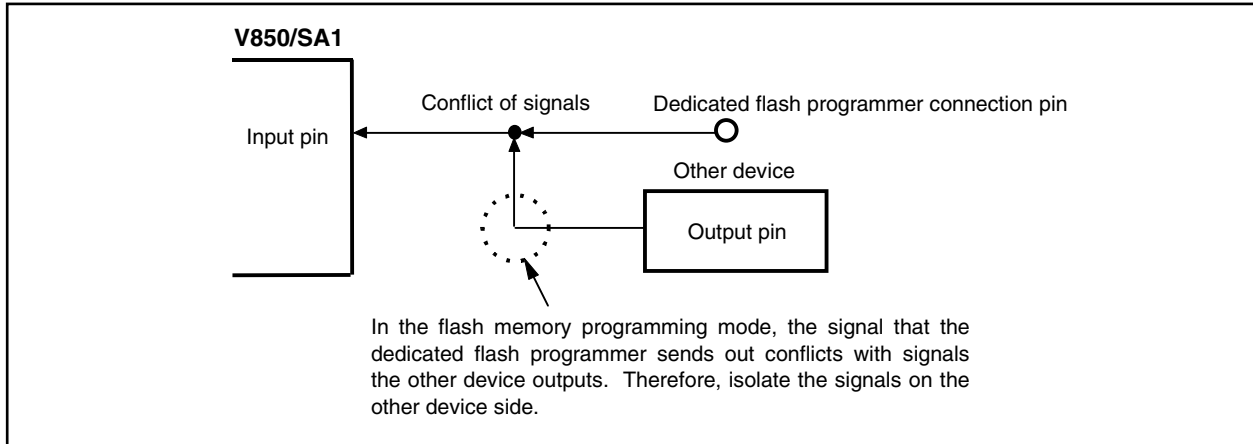 V850/SA1
Conflict of signals
Dedicated flash programmer connection pin
Input pin
Other device
Output pin
In the flash memory programming mode, the signal that the
dedicated flash programmer sends out conflicts with signals
the other device outputs. Therefore, isolate the signals on the
other device side.